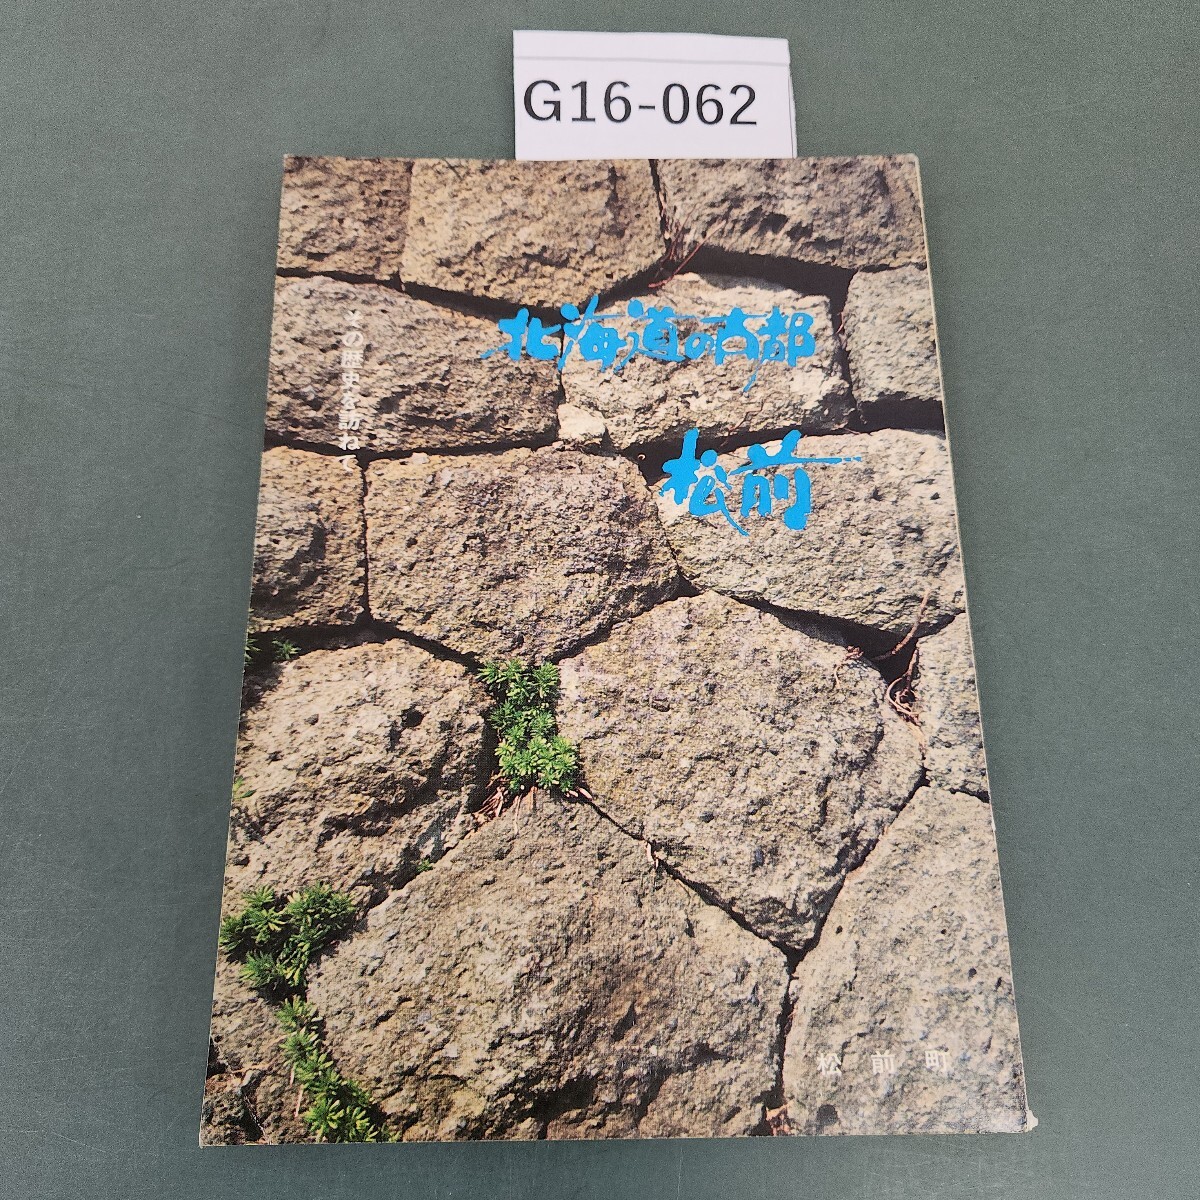 G16-062
北海道の古都
松前
その歴史を訪ねて
松前町